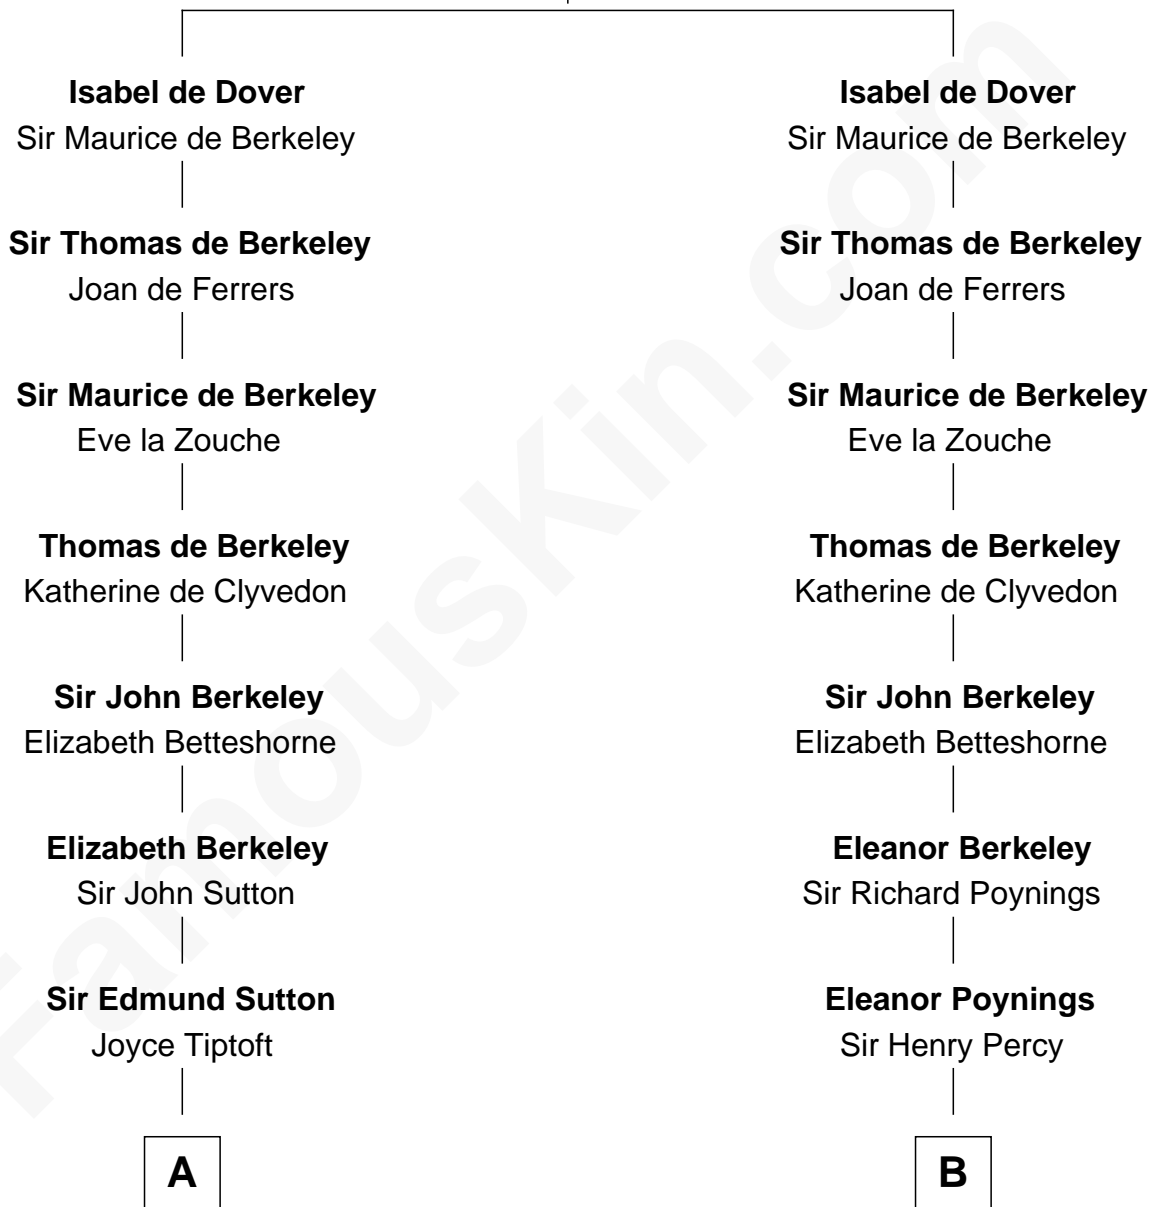 Isabel de Dover
Sir Maurice de Berkeley
Sir Thomas de Berkeley
Joan de Ferrers
Sir Maurice de Berkeley
Eve la Zouche
Thomas de Berkeley
Katherine de Clyvedon
Sir John Berkeley
Elizabeth Betteshorne
Elizabeth Berkeley
Sir John Sutton
Sir Edmund Sutton
Joyce Tiptoft
A
Isabel de Dover
Sir Maurice de Berkeley
Sir Thomas de Berkeley
Joan de Ferrers
Sir Maurice de Berkeley
Eve la Zouche
Thomas de Berkeley
Katherine de Clyvedon
Sir John Berkeley
Elizabeth Betteshorne
Eleanor Berkeley
Sir Richard Poynings
Eleanor Poynings
Sir Henry Percy
B
FamousKin.com